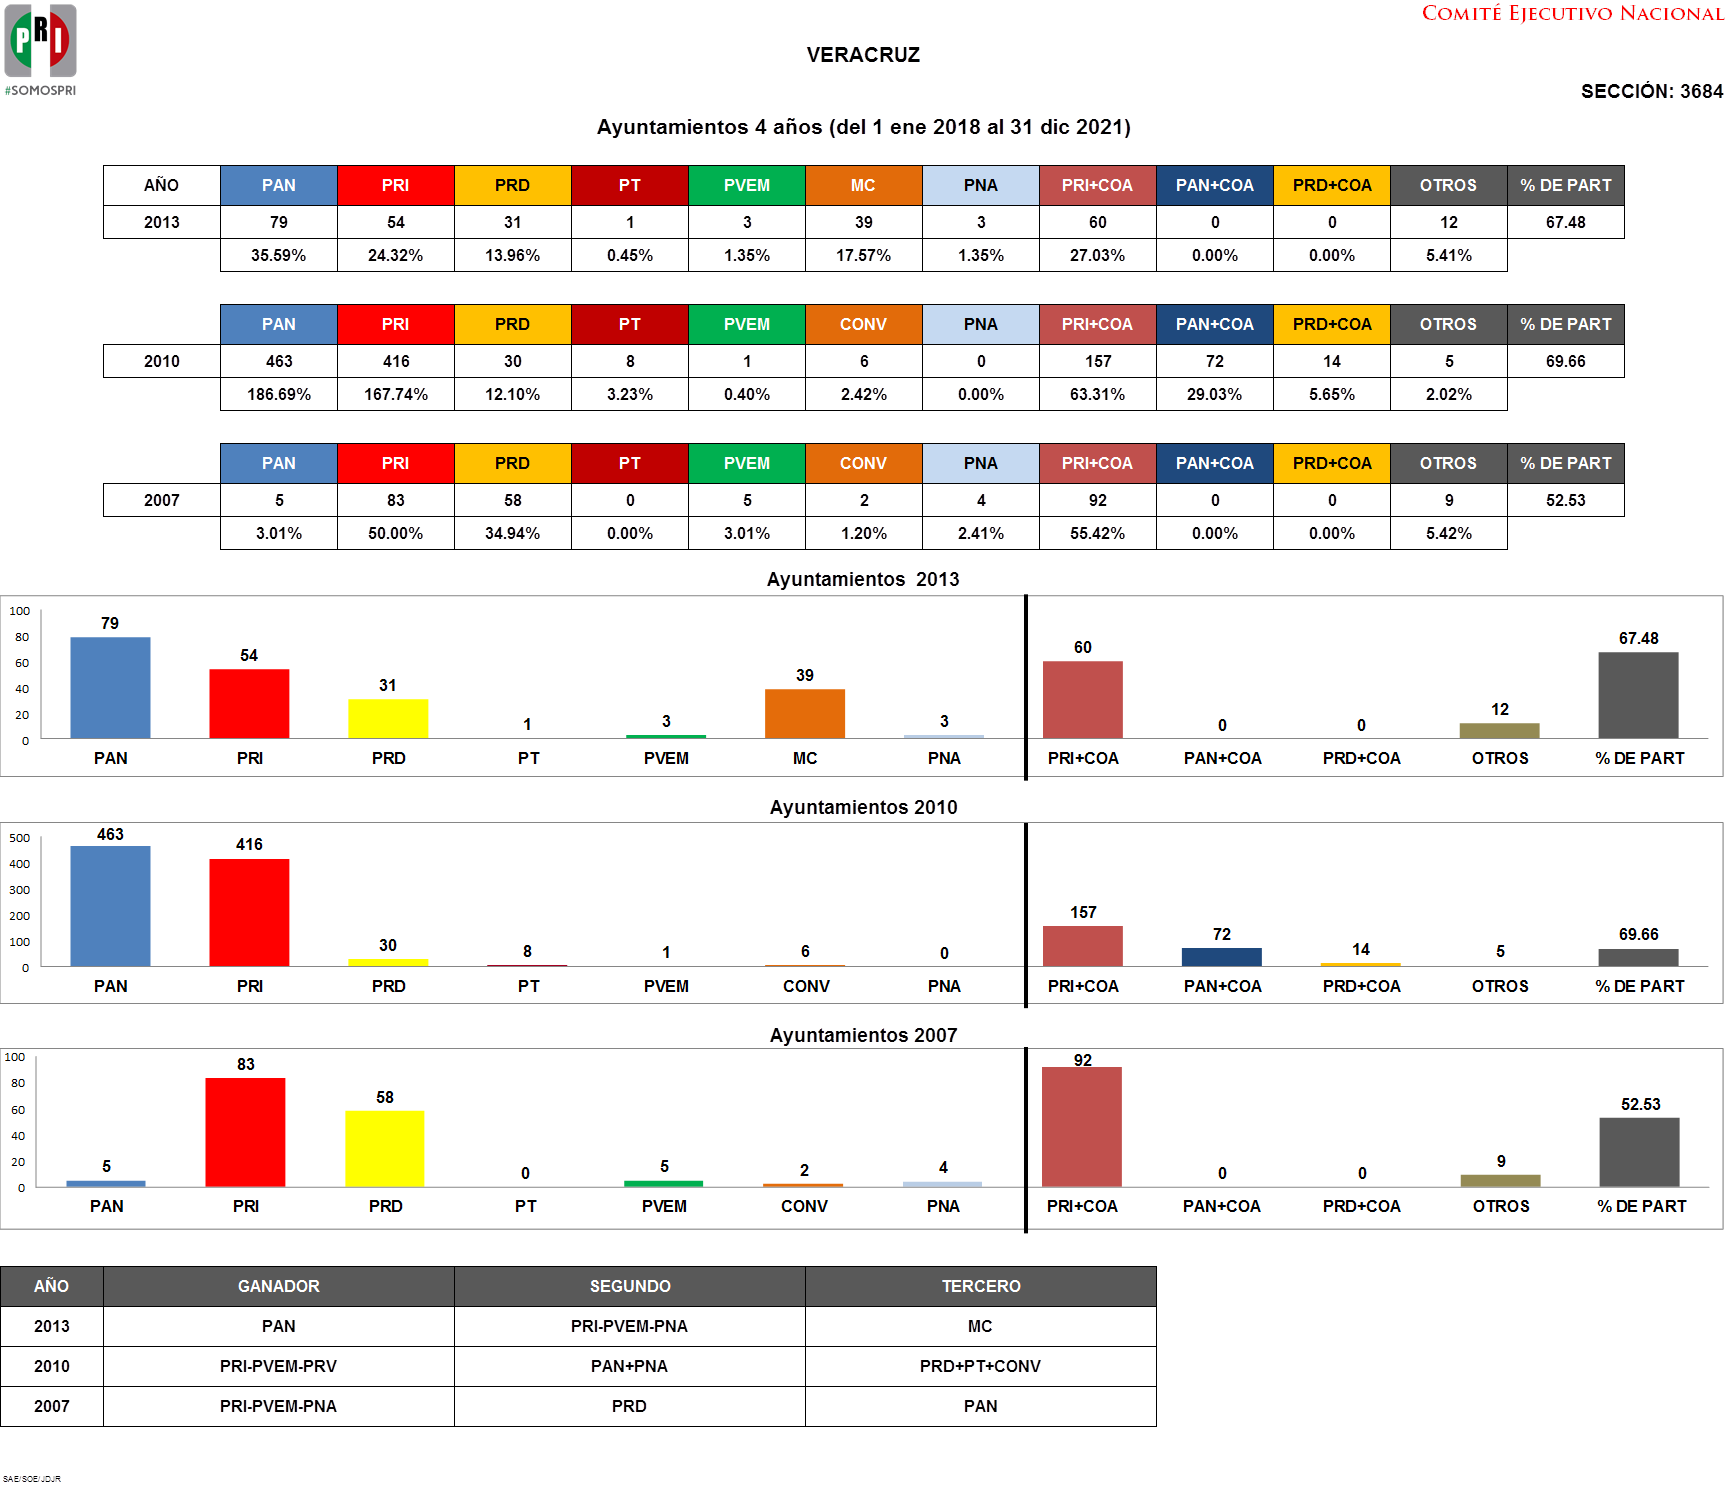 COMITÉ EJECUTIVO NACIONAL
PRI
#SOMOSPRI
VERACRUZ
SECCIÓN: 3684
Ayuntamientos 4 años (del 1 ene 2018 al 31 dic 2021)
AÑO PAN PRI PRD PT PVEM MC PNA PRI+COA PAN+COA PRD+COA OTROS % DE PART
2013 79 54 31 1 3 39 3 60 0 0 12 67.48
35.59% 24.32% 13.96% 0.45% 1.35% 17.57% 1.35% 27.03% 0.00% 0.00% 5.41%
PAN PRI PRD PT PVEM CONV PNA PRI+COA PAN+COA PRD+COA OTROS % DE PART
2010 463 416 30 8 1 6 0 157 72 14 5 69.66
186.69% 167.74% 12.10% 3.23% 0.40% 2.42% 0.00% 63.31% 29.03% 5.65% 2.02%
PAN PRI PRD PT PVEM CONV PNA PRI+COA PAN+COA PRD+COA OTROS % DE PART
2007 5 83 58 0 5 2 4 92 0 0 9 52.53
3.01% 50.00% 34.94% 0.00% 3.01% 1.20% 2.41% 55.42% 0.00% 0.00% 5.42%
Ayuntamientos 2013
100
80
60
40
20
0
79 54 31 1 3 39 3 60 0 0 12 67.48
PAN PRI PRD PT PVEM MC PNA PRI+COA PAN+COA PRD+COA OTROS % DE PART
Ayuntamientos 2010
500
400
300
200
100
0
463 416 30 8 1 6 0 157 72 14 5 69.66
PAN PRI PRD PT PVEM CONV PNA PRI+COA PAN+COA PRD+COA OTROS % DE PART
Ayuntamientos 2007
100
80
60
40
20
0
5 83 58 0 5 2 4 92 0 0 9 52.53
PAN PRI PRD PT PVEM CONV PNA PRI+COA PAN+COA PRD+COA OTROS % DE PART
AÑO GANADOR SEGUNDO TERCERO
2013 PAN PRI-PVEM-PNA MC
2010 PRI-PVEM-PRV PAN+PNA PRD+PT+CONV
2007 PRI-PVEM-PNA PRD PAN
SAE/SOE/JDJR